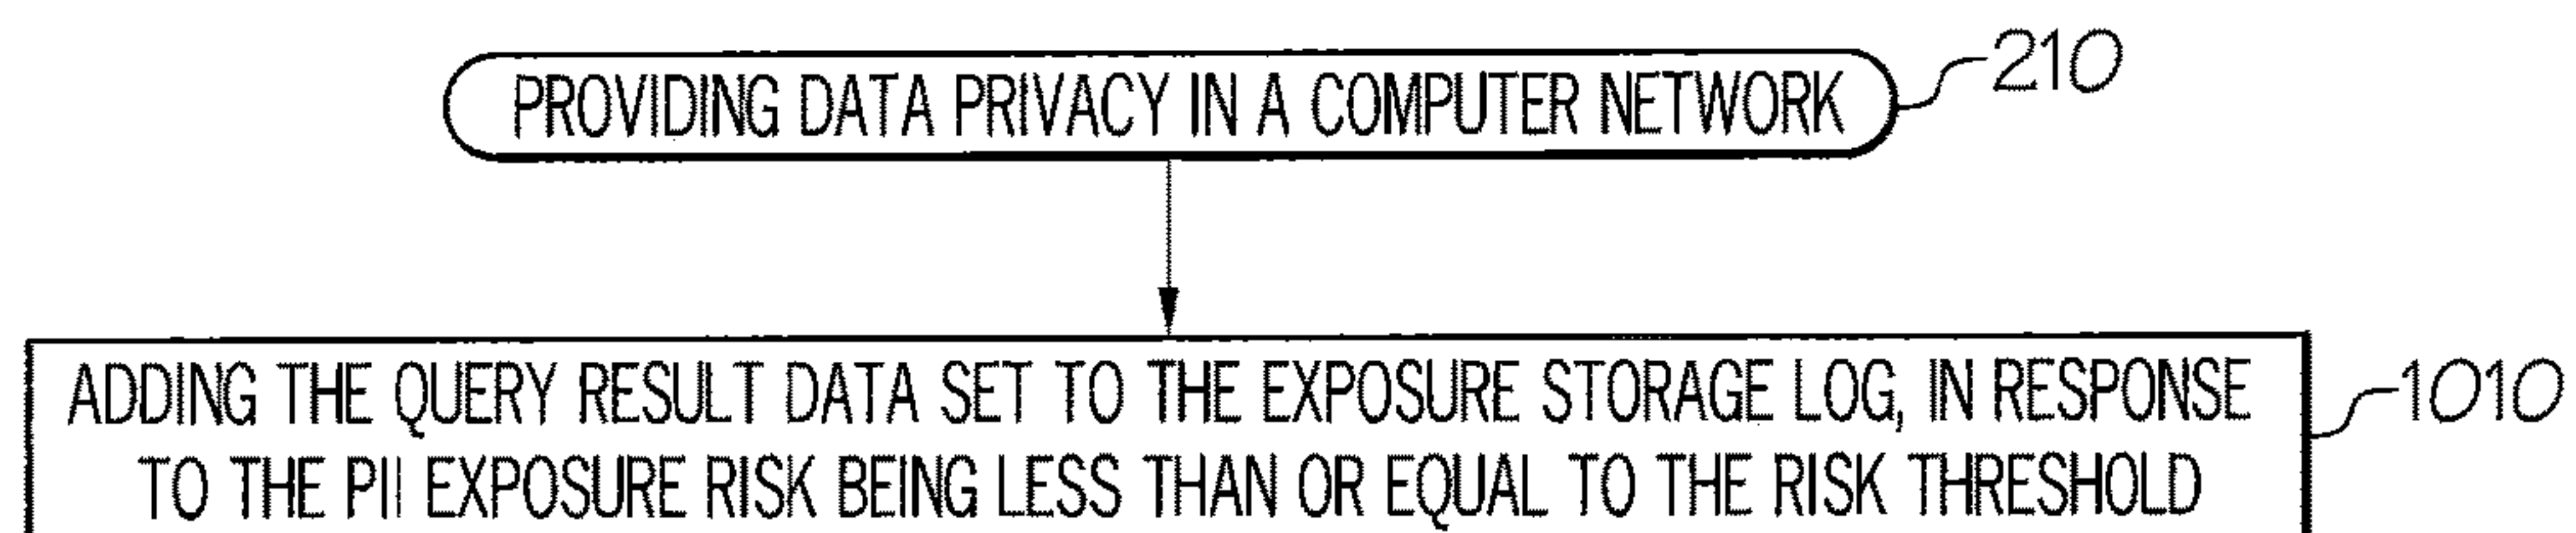 PROVIDING DATA PRIVACY IN A COMPUTER NETWORK
210
ADDING THE QUERY RESULT DATA SET TO THE EXPOSURE STORAGE LOG, IN RESPONSE
TO THE PII EXPOSURE RISK BEING LESS THAN OR EQUAL TO THE RISK THRESHOLD
1010